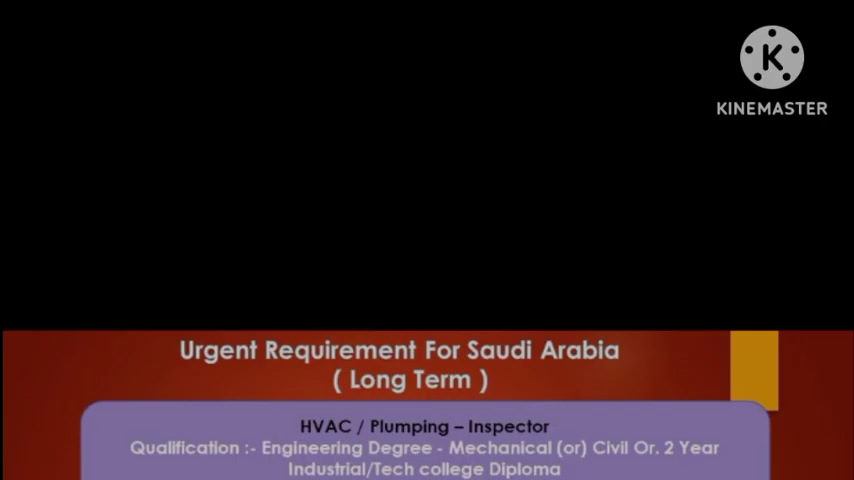 KINEMASTER
Urgent Requirement For Saudi Arabia
( Long Term )
HVAC / Plumping – Inspector
Qualification :- Engineering Degree - Mechanical (or) Civil Or. 2 Year
Industrial/Tech college Diploma